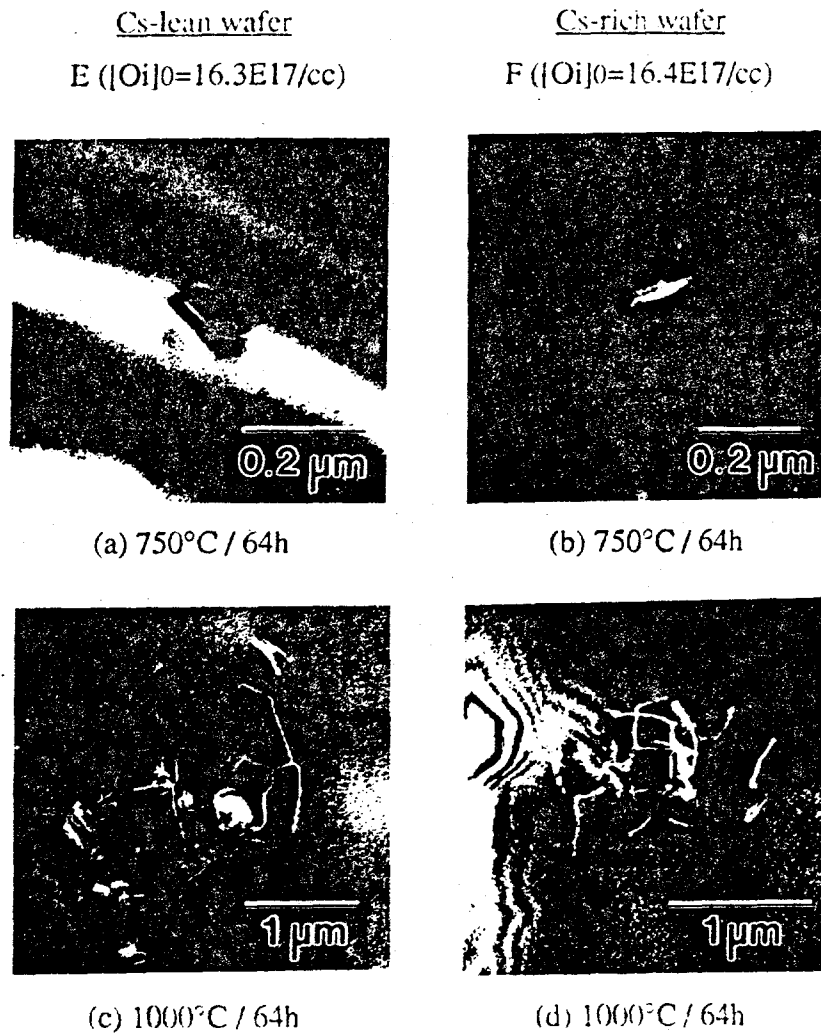 Cs-lean wafer Cs-rich wafer
E ([Oi]0=16.3E17/cc) F ([Oi]0=16.4E17/cc)
0.2 μm 0.2 μm
(a) 750°C / 64h (b) 750°C / 64h
1 μm 1 μm
(c) 1000°C / 64h (d) 1000°C / 64h